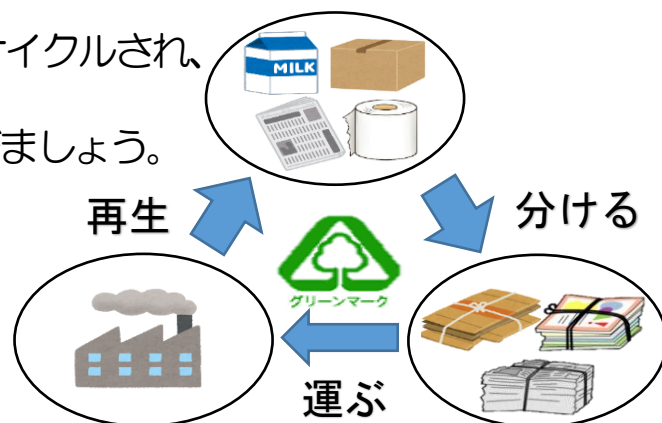 サイクルされ、
ましょう。
MILK
再生
分ける
グリーンマーク
運ぶ